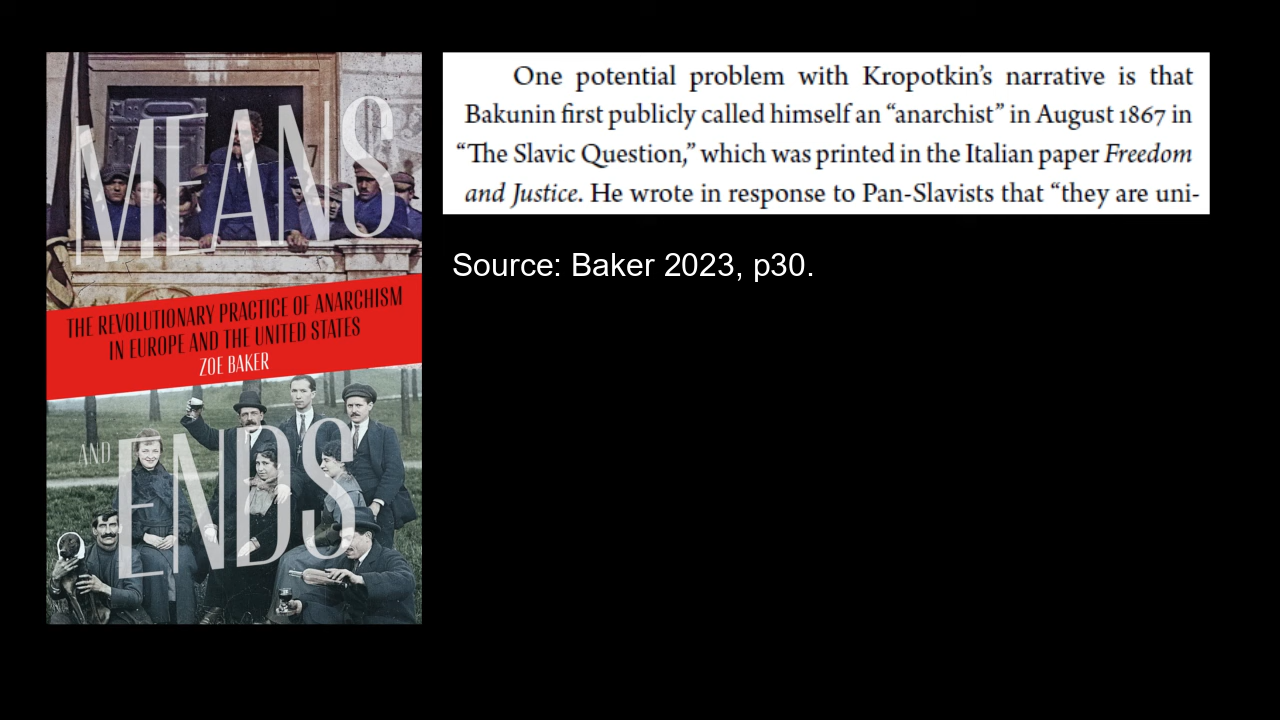 MEANS
THE REVOLUTIONARY PRACTICE OF ANARCHISM
IN EUROPE AND THE UNITED STATES
ZOE BAKER
AND ENDS
One potential problem with Kropotkin’s narrative is that
Bakunin first publicly called himself an “anarchist” in August 1867 in
“The Slavic Question,” which was printed in the Italian paper Freedom
and Justice. He wrote in response to Pan-Slavists that “they are uni-
Source: Baker 2023, p30.